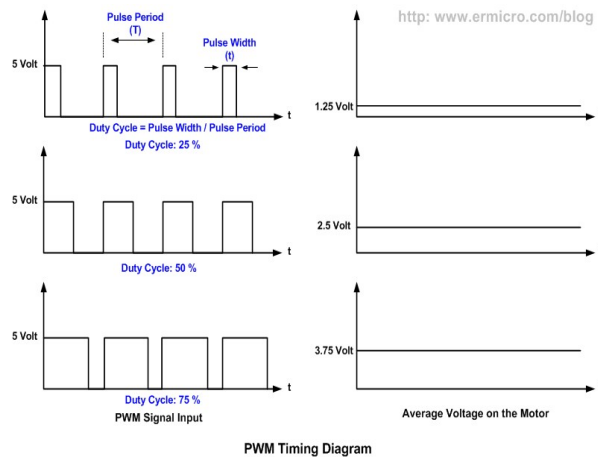 http: www.ermicro.com/blog
Pulse Period
(T)
Pulse Width
(t)
5 Volt
t
Duty Cycle = Pulse Width / Pulse Period
Duty Cycle: 25 %
1.25 Volt
5 Volt
t
Duty Cycle: 50 %
2.5 Volt
5 Volt
t
Duty Cycle: 75 %
PWM Signal Input
3.75 Volt
Average Voltage on the Motor
PWM Timing Diagram